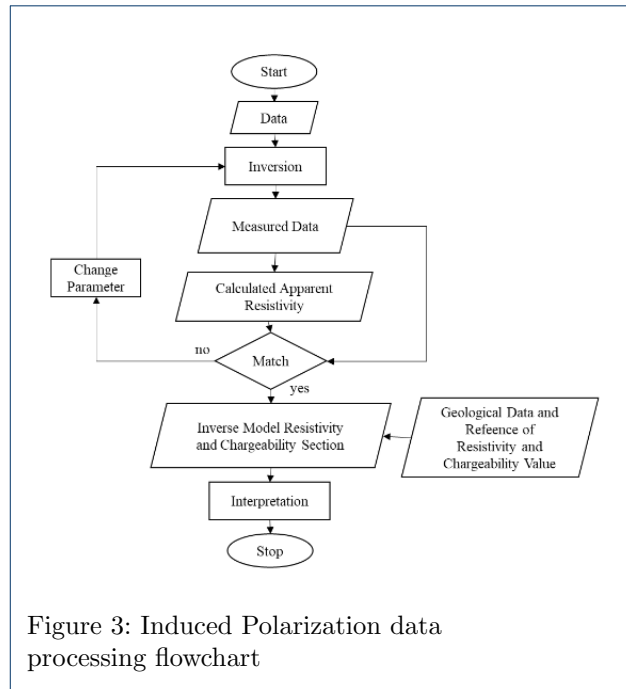 Start
Data
Inversion
Measured Data
Change
Parameter
Calculated Apparent
Resistivity
no
Match
yes
Inverse Model Resistivity
and Chargeability Section
Geological Data and
Refeence of
Resistivity and
Chargeability Value
Interpretation
Stop
Figure 3: Induced Polarization data
processing flowchart